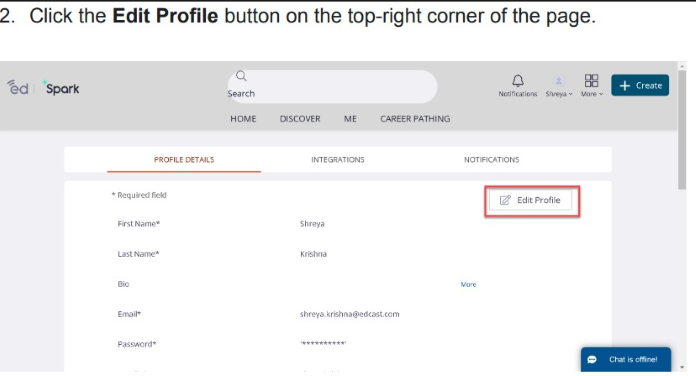 2. Click the Edit Profile button on the top-right corner of the page.
ed Spark
Search
Notifications Shreya More + Create
HOME DISCOVER ME CAREER PATHING
PROFILE DETAILS INTEGRATIONS NOTIFICATIONS
* Required field
Edit Profile
First Name* Shreya
Last Name* Krishna
Bio More
Email* shreya.krishna@edcast.com
Password* '**********'
Chat is offline!